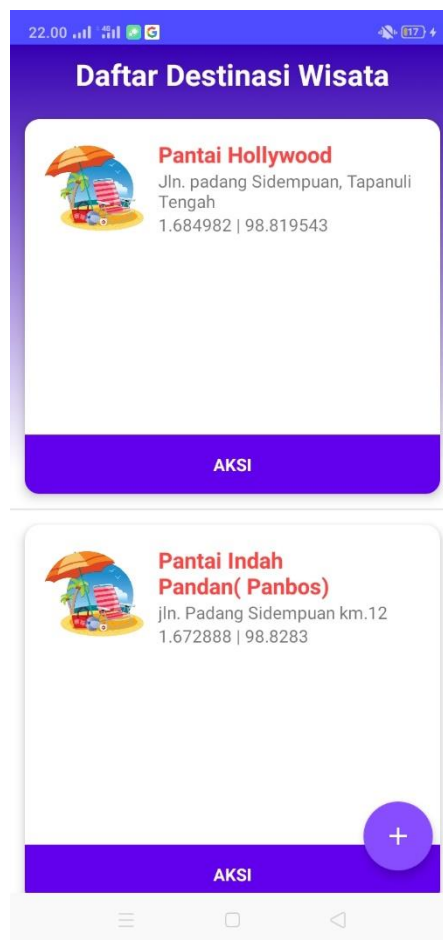 22.00
17
Daftar Destinasi Wisata
Pantai Hollywood
Jln. padang Sidempuan, Tapanuli
Tengah
1.684982 | 98.819543
AKSI
Pantai Indah
Pandan( Panbos)
jln. Padang Sidempuan km.12
1.672888 | 98.8283
+
AKSI